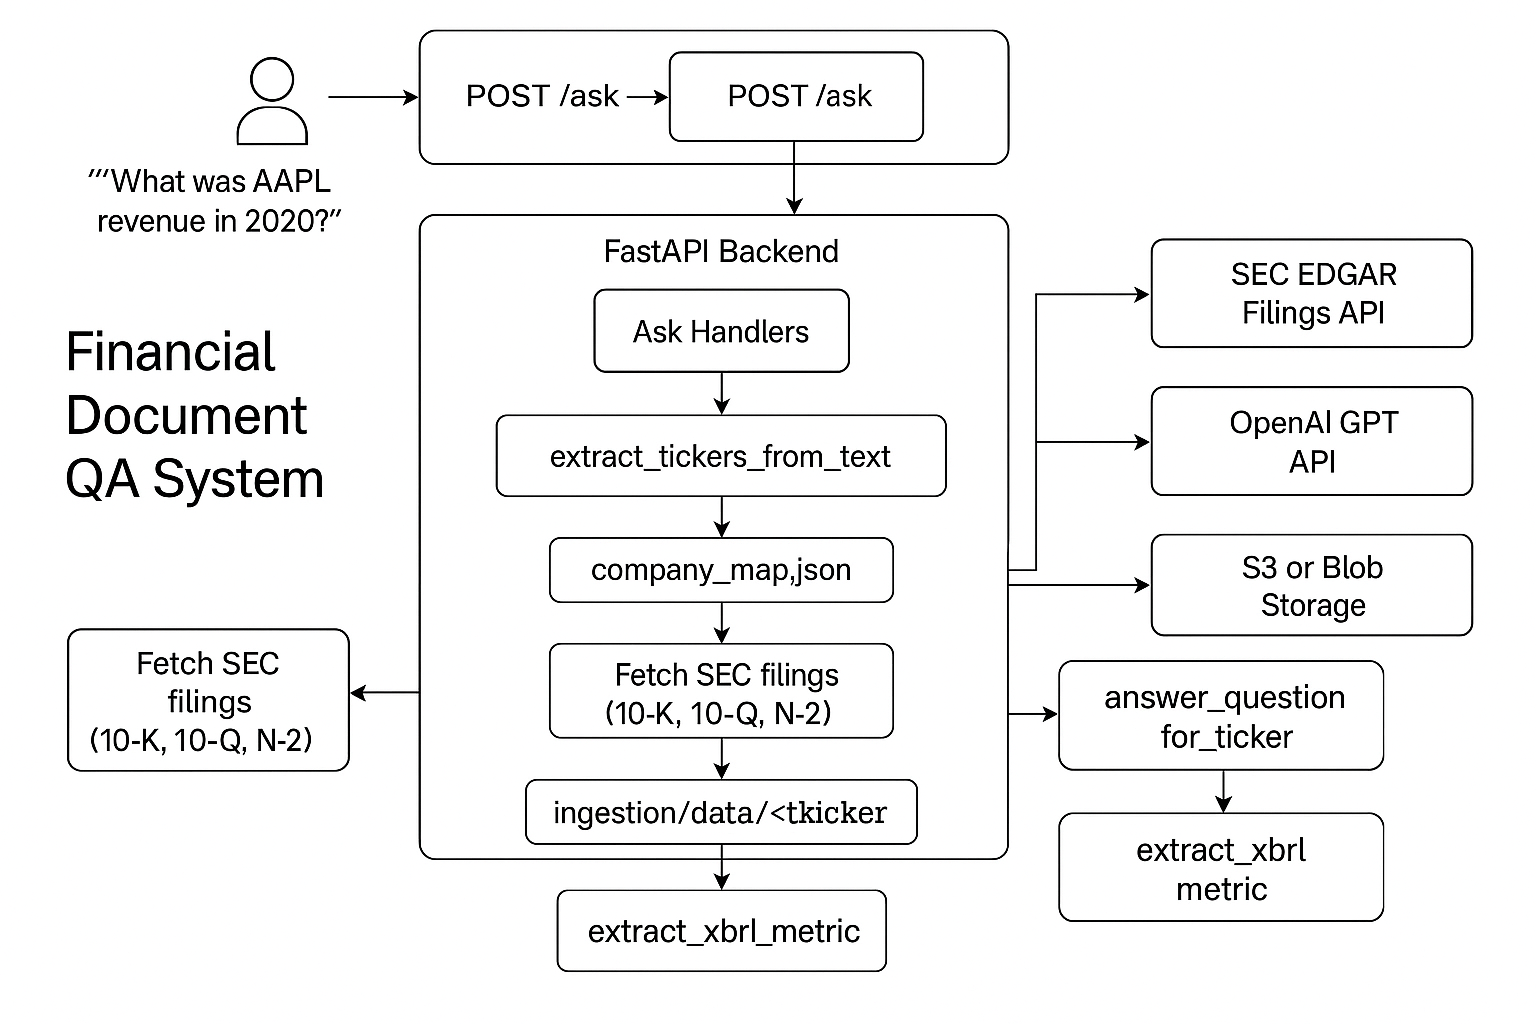 POST /ask
POST /ask
‴What was AAPL
revenue in 2020?”
FastAPI Backend
Ask Handlers
extract_tickers_from_text
company_map,json
Fetch SEC filings
(10-K, 10-Q, N-2)
ingestion/data/<tkicker
extract_xbrl_metric
Financial
Document
QA System
Fetch SEC
filings
(10-K, 10-Q, N-2)
SEC EDGAR
Filings API
OpenAl GPT
API
S3 or Blob
Storage
answer_question
for_ticker
extract_xbrl
metric